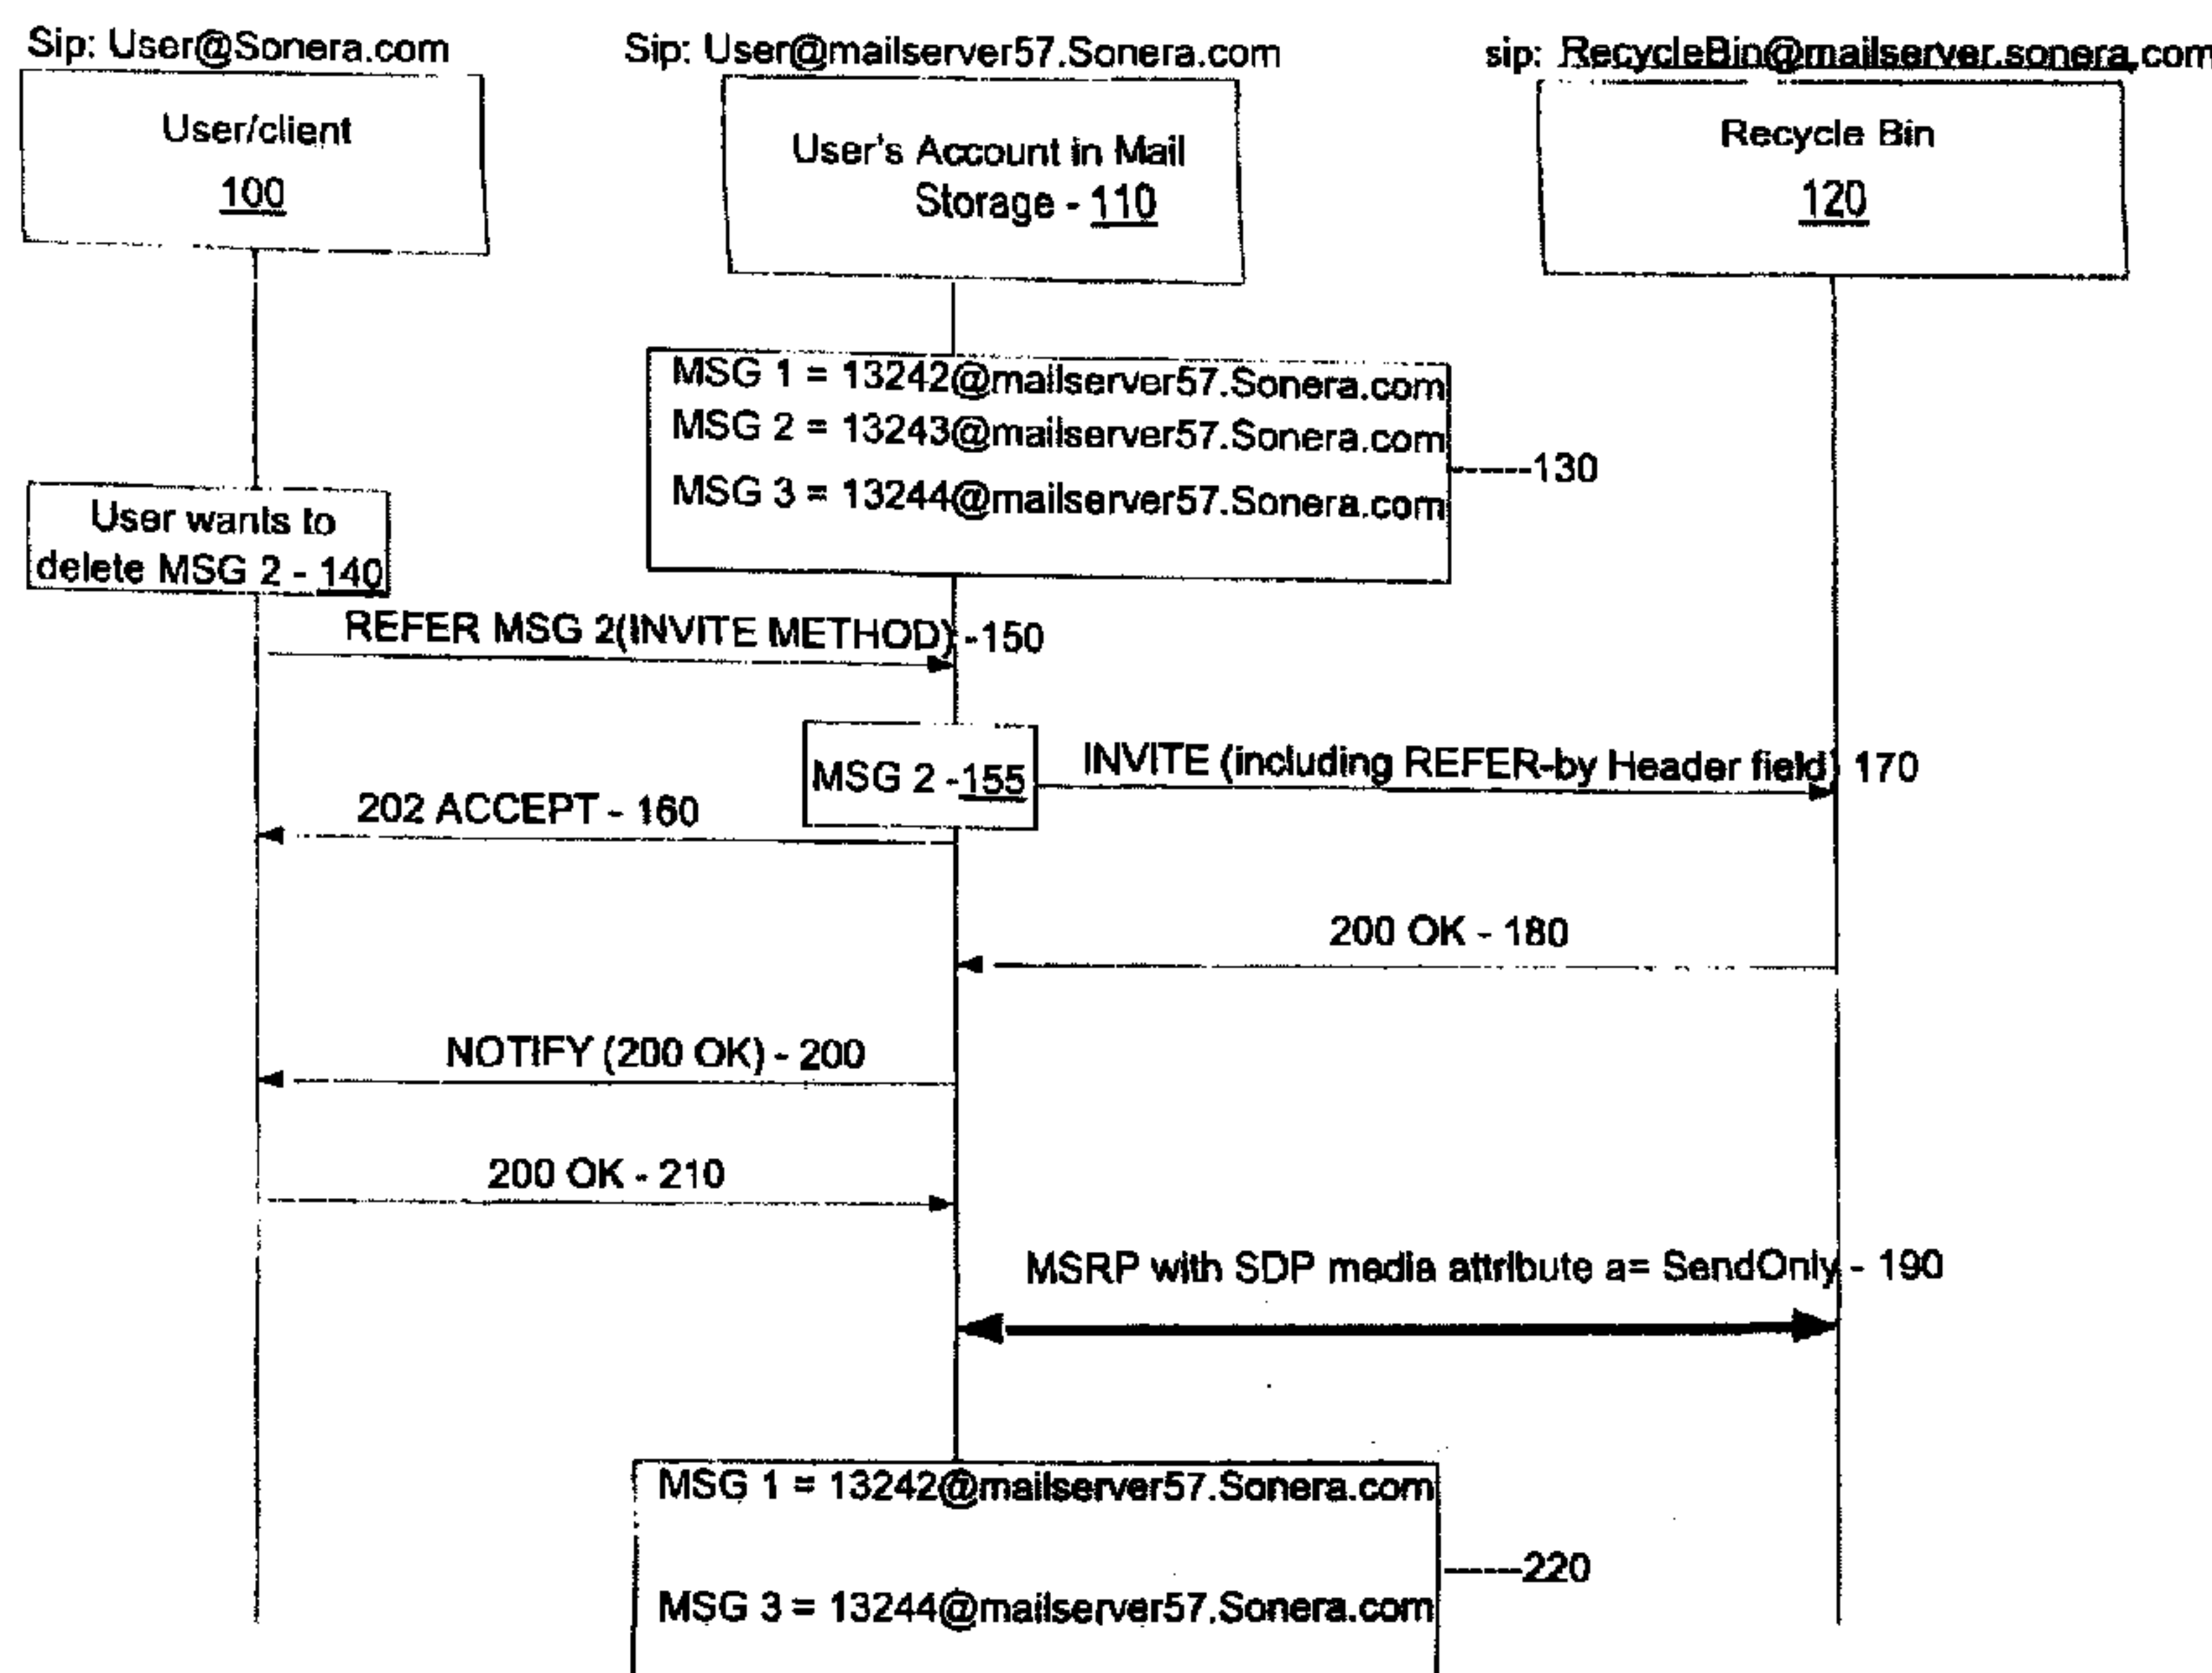 Sip: User@Sonera.com
Sip: User@mailserver57.Sonera.com
sip: RecycleBin@mailserver.sonera.com
User/client
100
User's Account in Mail
Storage - 110
Recycle Bin
120
MSG 1 = 13242@mailserver57.Sonera.com
MSG 2 = 13243@mailserver57.Sonera.com
MSG 3 = 13244@mailserver57.Sonera.com
130
User wants to
delete MSG 2 - 140
REFER MSG 2(INVITE METHOD) - 150
MSG 2 - 155
INVITE (including REFER-by Header field) 170
202 ACCEPT - 160
200 OK - 180
NOTIFY (200 OK) - 200
200 OK - 210
MSRP with SDP media attribute a= SendOnly - 190
MSG 1 = 13242@mailserver57.Sonera.com
220
MSG 3 = 13244@mailserver57.Sonera.com